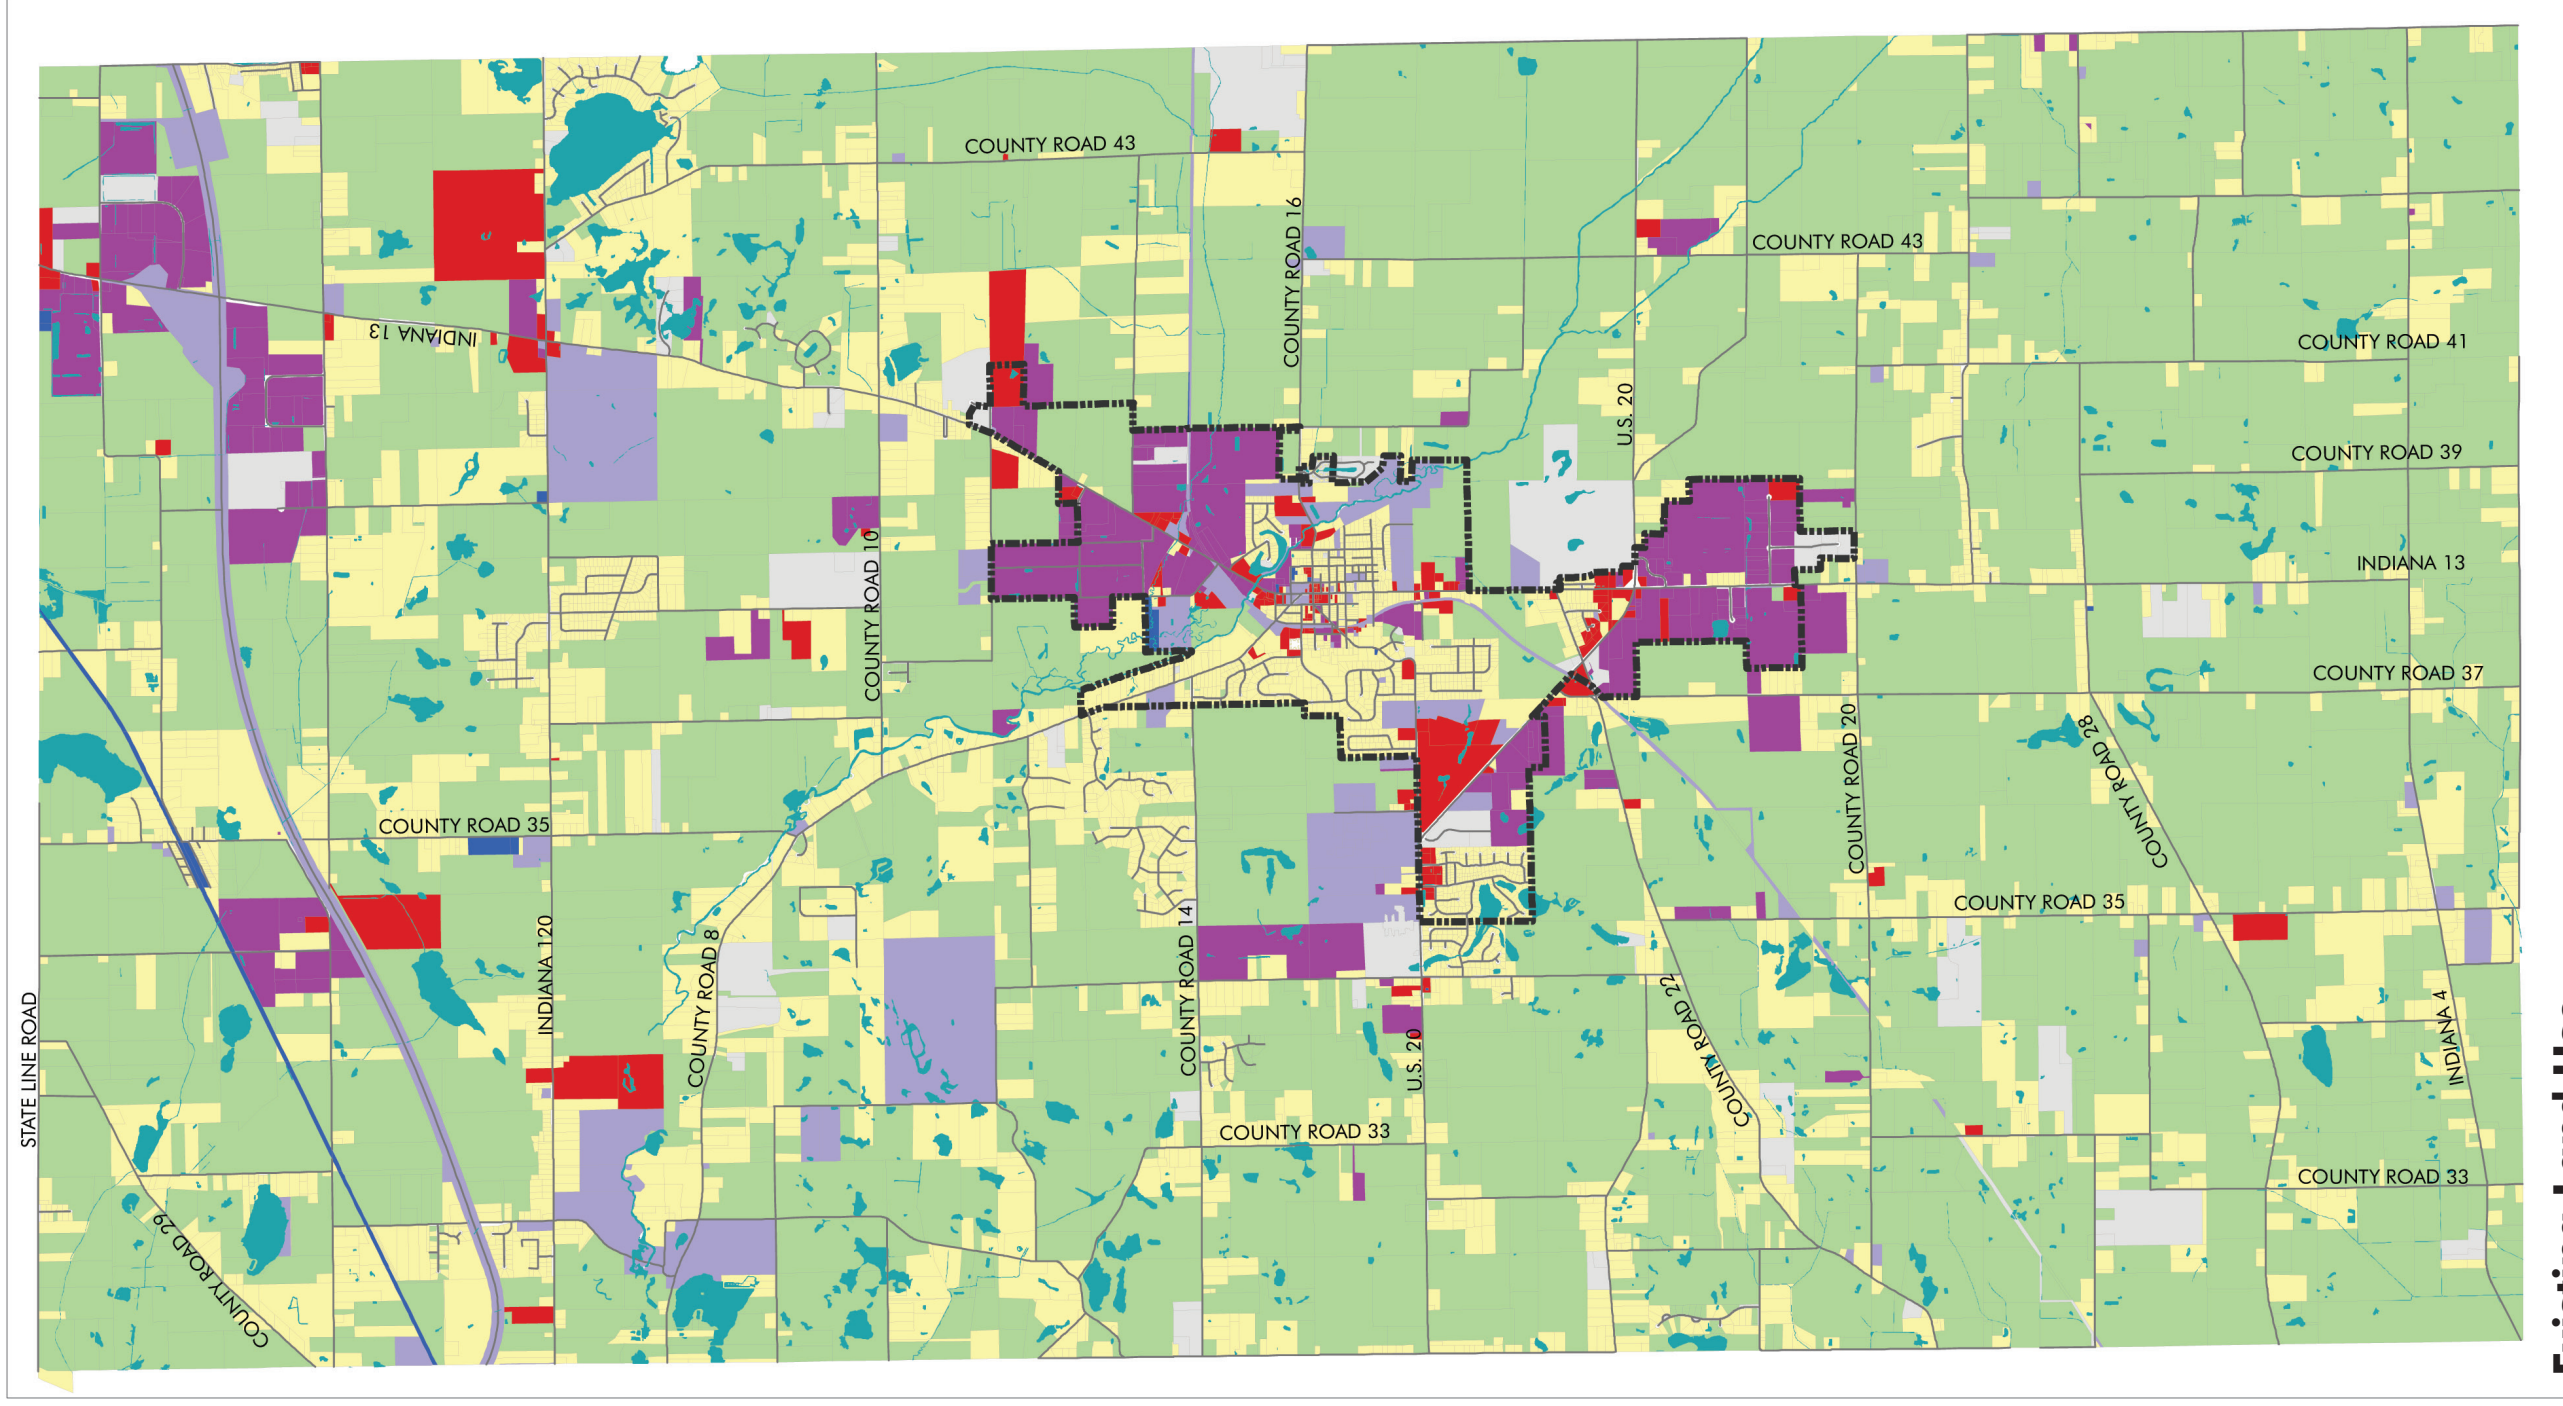 COUNTY ROAD 43
COUNTY ROAD 16
COUNTY ROAD 43
INDIANA 13
COUNTY ROAD 41
U.S. 20
COUNTY ROAD 39
COUNTY ROAD 10
INDIANA 13
COUNTY ROAD 37
COUNTY ROAD 20
COUNTY ROAD 28
COUNTY ROAD 35
COUNTY ROAD 35
INDIANA 120
COUNTY ROAD 8
COUNTY ROAD 14
COUNTY ROAD 22
STATE LINE ROAD
INDIANA 4
U.S. 20
COUNTY ROAD 33
COUNTY ROAD 33
COUNTY ROAD 29